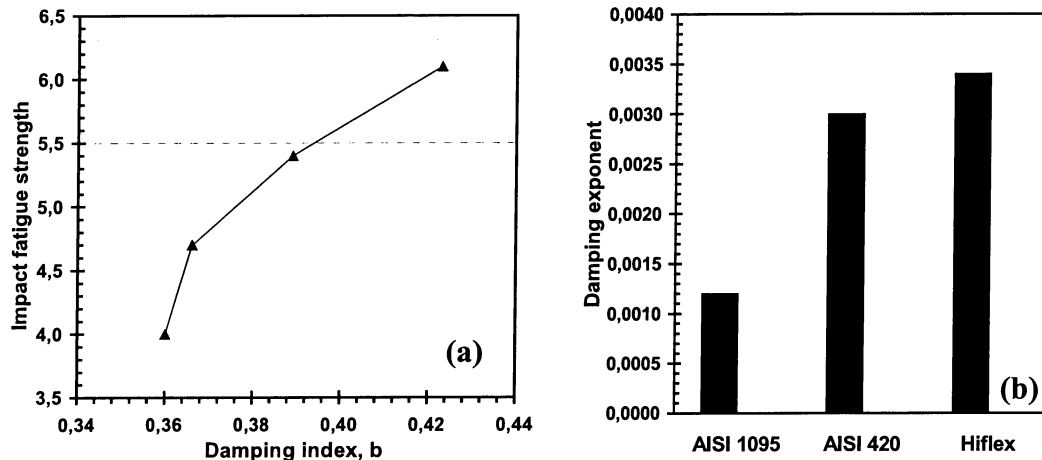 6,5
6,0
5,5
5,0
4,5
4,0
3,5
Impact fatigue strength
0,34
0,36
0,38
0,40
0,42
0,44
Damping index, b
(a)
0,0040
0,0035
0,0030
0,0025
0,0020
0,0015
0,0010
0,0005
0,0000
Damping exponent
AISI 1095
AISI 420
Hiflex
(b)